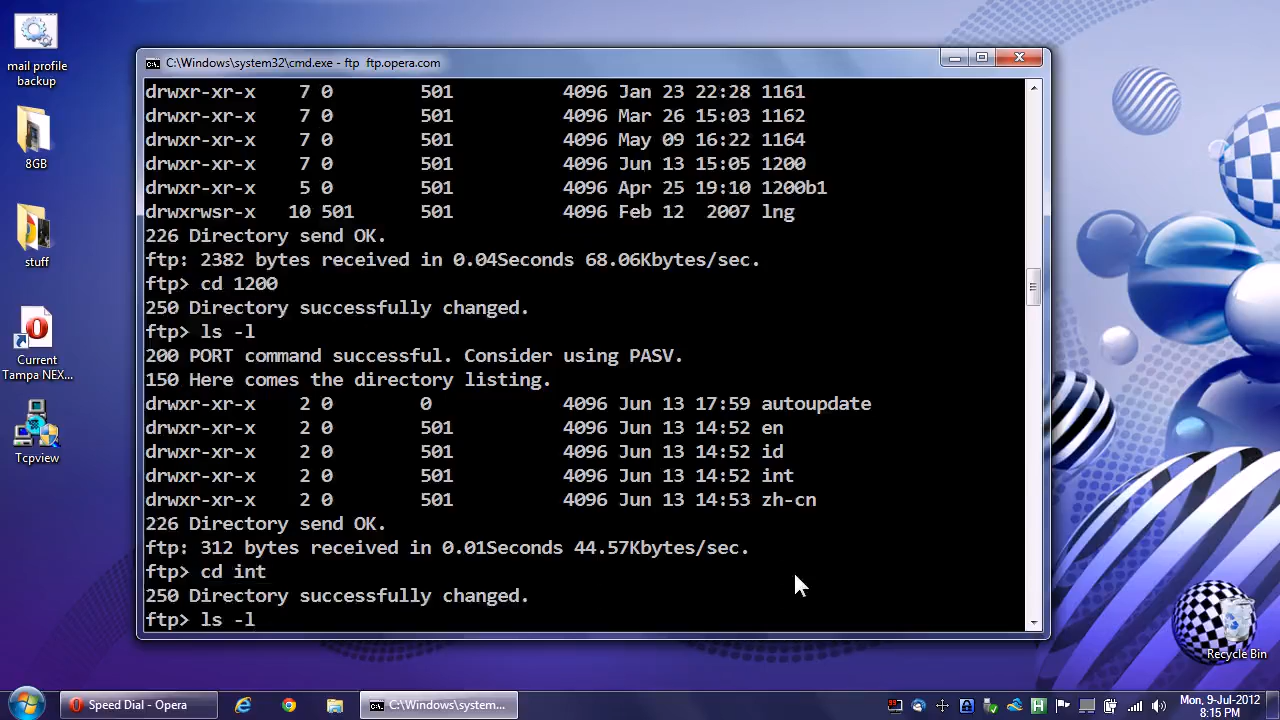 mail profile
backup
8GB
stuff
Current
Tampa NEX...
Tcpview
C:\Windows\system32\cmd.exe - ftp  ftp.opera.com
drwxr-xr-x    7 0        501          4096 Jan 23 22:28 1161
drwxr-xr-x    7 0        501          4096 Mar 26 15:03 1162
drwxr-xr-x    7 0        501          4096 May 09 16:22 1164
drwxr-xr-x    7 0        501          4096 Jun 13 15:05 1200
drwxr-xr-x    5 0        501          4096 Apr 25 19:10 1200b1
drwxrwsr-x   10 501      501          4096 Feb 12  2007 lng
226 Directory send OK.
ftp: 2382 bytes received in 0.04Seconds 68.06Kbytes/sec.
ftp> cd 1200
250 Directory successfully changed.
ftp> ls -l
200 PORT command successful. Consider using PASV.
150 Here comes the directory listing.
drwxr-xr-x    2 0        0            4096 Jun 13 17:59 autoupdate
drwxr-xr-x    2 0        501          4096 Jun 13 14:52 en
drwxr-xr-x    2 0        501          4096 Jun 13 14:52 id
drwxr-xr-x    2 0        501          4096 Jun 13 14:52 int
drwxr-xr-x    2 0        501          4096 Jun 13 14:53 zh-cn
226 Directory send OK.
ftp: 312 bytes received in 0.01Seconds 44.57Kbytes/sec.
ftp> cd int
250 Directory successfully changed.
ftp> ls -l
Recycle Bin
Speed Dial - Opera
C:\Windows\system...
Mon, 9-Jul-2012
8:15 PM